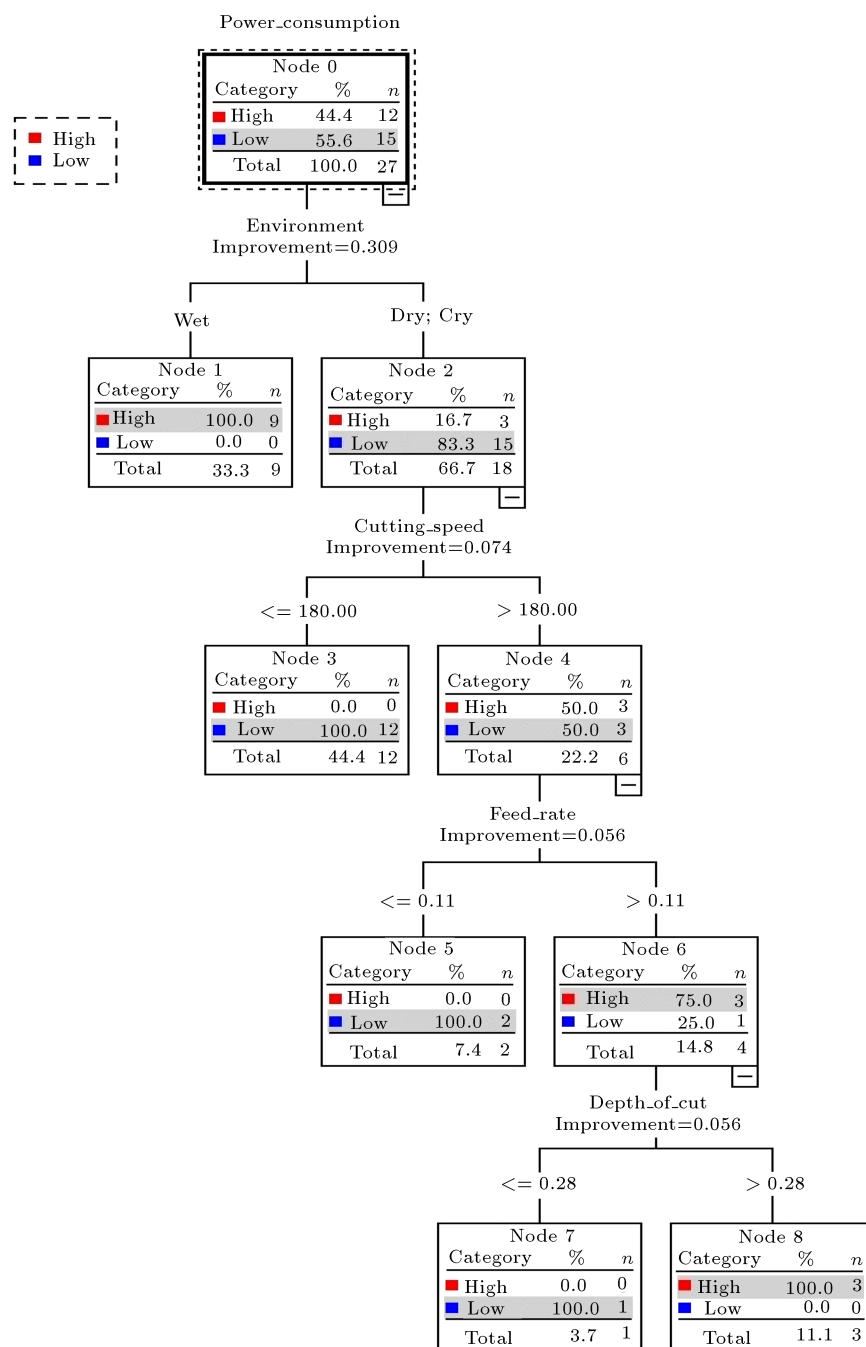 Power_consumption
Node 0
Category % n
High 44.4 12
Low 55.6 15
Total 100.0 27
High
Low
Environment
Improvement=0.309
Wet
Dry; Cry
Node 1
Category % n
High 100.0 9
Low 0.0 0
Total 33.3 9
Node 2
Category % n
High 16.7 3
Low 83.3 15
Total 66.7 18
Cutting_speed
Improvement=0.074
<= 180.00
> 180.00
Node 3
Category % n
High 0.0 0
Low 100.0 12
Total 44.4 12
Node 4
Category % n
High 50.0 3
Low 50.0 3
Total 22.2 6
Feed_rate
Improvement=0.056
<= 0.11
> 0.11
Node 5
Category % n
High 0.0 0
Low 100.0 2
Total 7.4 2
Node 6
Category % n
High 75.0 3
Low 25.0 1
Total 14.8 4
Depth_of_cut
Improvement=0.056
<= 0.28
> 0.28
Node 7
Category % n
High 0.0 0
Low 100.0 1
Total 3.7 1
Node 8
Category % n
High 100.0 3
Low 0.0 0
Total 11.1 3